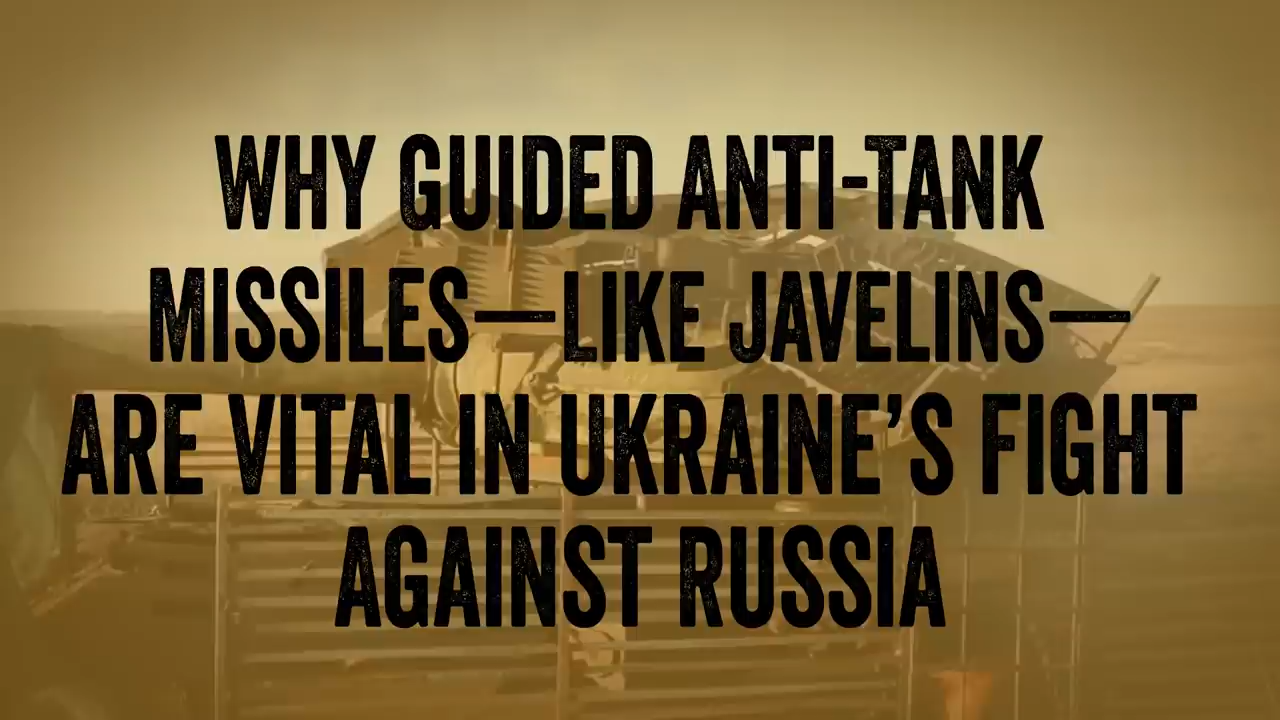 WHY GUIDED ANTI-TANK
MISSILES—LIKE JAVELINS—
ARE VITAL IN UKRAINE’S FIGHT
AGAINST RUSSIA